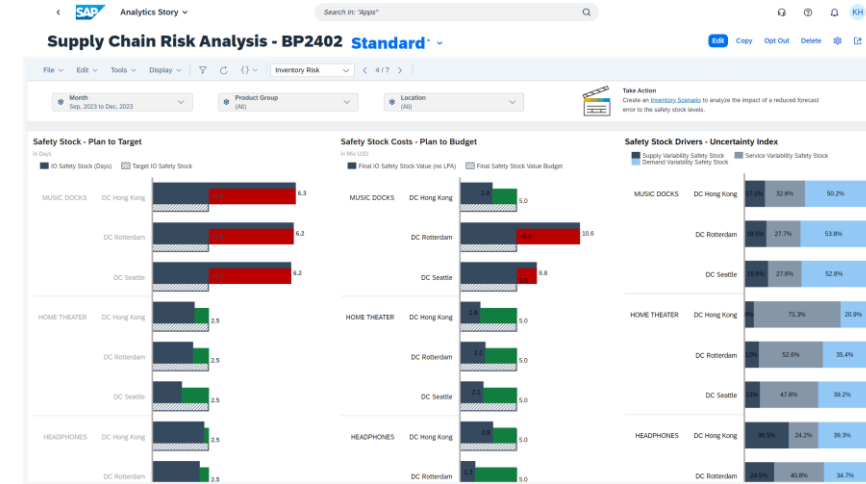 SAP Analytics Story
Search In: "Apps"
KH
Supply Chain Risk Analysis - BP2402 Standard*
Edit Copy Opt Out Delete
File Edit Tools Display Inventory Risk 4 / 7
Month
Sep, 2023 to Dec, 2023
Product Group
(All)
Location
(All)
Take Action
Create an Inventory Scenario to analyze the impact of a reduced forecast
error to the safety stock levels.
Safety Stock - Plan to Target
in Days
IO Safety Stock (Days) Target IO Safety Stock
MUSIC DOCKS DC Hong Kong 6.3
DC Rotterdam 6.2
DC Seattle 6.2
HOME THEATER DC Hong Kong 2.5
DC Rotterdam 2.5
DC Seattle 2.5
HEADPHONES DC Hong Kong 2.5
DC Rotterdam 2.5
Safety Stock Costs - Plan to Budget
in Mio USD
Final IO Safety Stock Value (no LPA) Final Safety Stock Value Budget
MUSIC DOCKS DC Hong Kong 5.0
DC Rotterdam 10.6
DC Seattle 6.8
HOME THEATER DC Hong Kong 5.0
DC Rotterdam 2.2 5.0
DC Seattle 5.0
HEADPHONES DC Hong Kong 5.0
DC Rotterdam 5.0
Safety Stock Drivers - Uncertainty Index
Supply Variability Safety Stock Service Variability Safety Stock
Demand Variability Safety Stock
MUSIC DOCKS DC Hong Kong 32.6% 50.2%
DC Rotterdam 27.7% 53.8%
DC Seattle 27.6% 52.8%
HOME THEATER DC Hong Kong 71.3% 20.9%
DC Rotterdam 52.6% 35.4%
DC Seattle 47.8% 39.2%
HEADPHONES DC Hong Kong 24.2% 39.3%
DC Rotterdam 24.5% 40.8% 34.7%